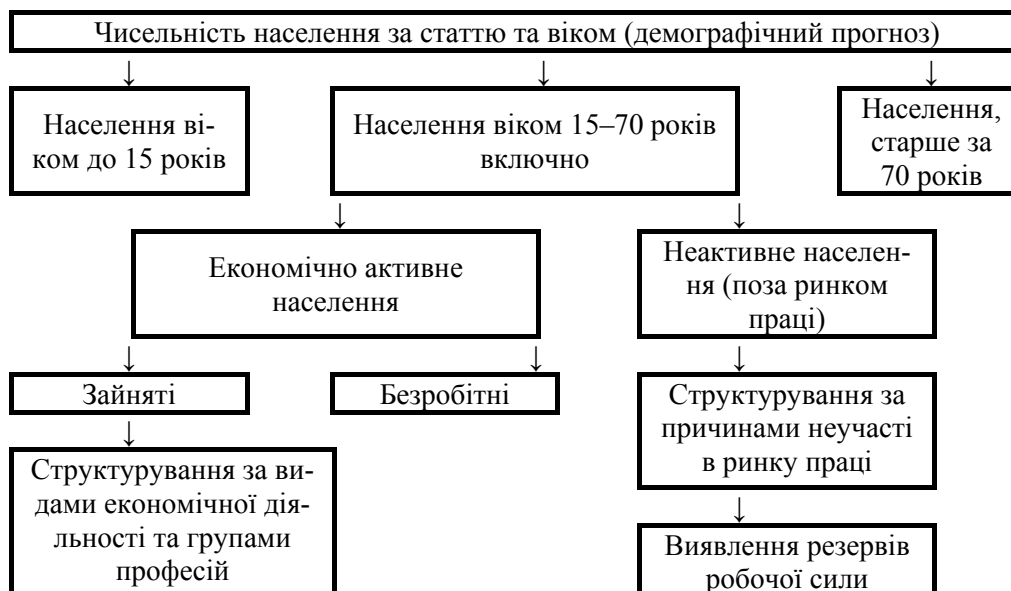 Чисельність населення за статтю та віком (демографічний прогноз)
↓ ↓ ↓
Населення ві-
ком до 15 років
Населення віком 15–70 років
включно
Населення,
старше за
70 років
↓ ↓
Економічно активне
населення
Неактивне населен-
ня (поза ринком
праці)
↓ ↓ ↓
Зайняті
Безробітні
Структурування за
причинами неучасті
в ринку праці
↓
Структурування за ви-
дами економічної дія-
льності та групами
професій
↓
Виявлення резервів
робочої сили